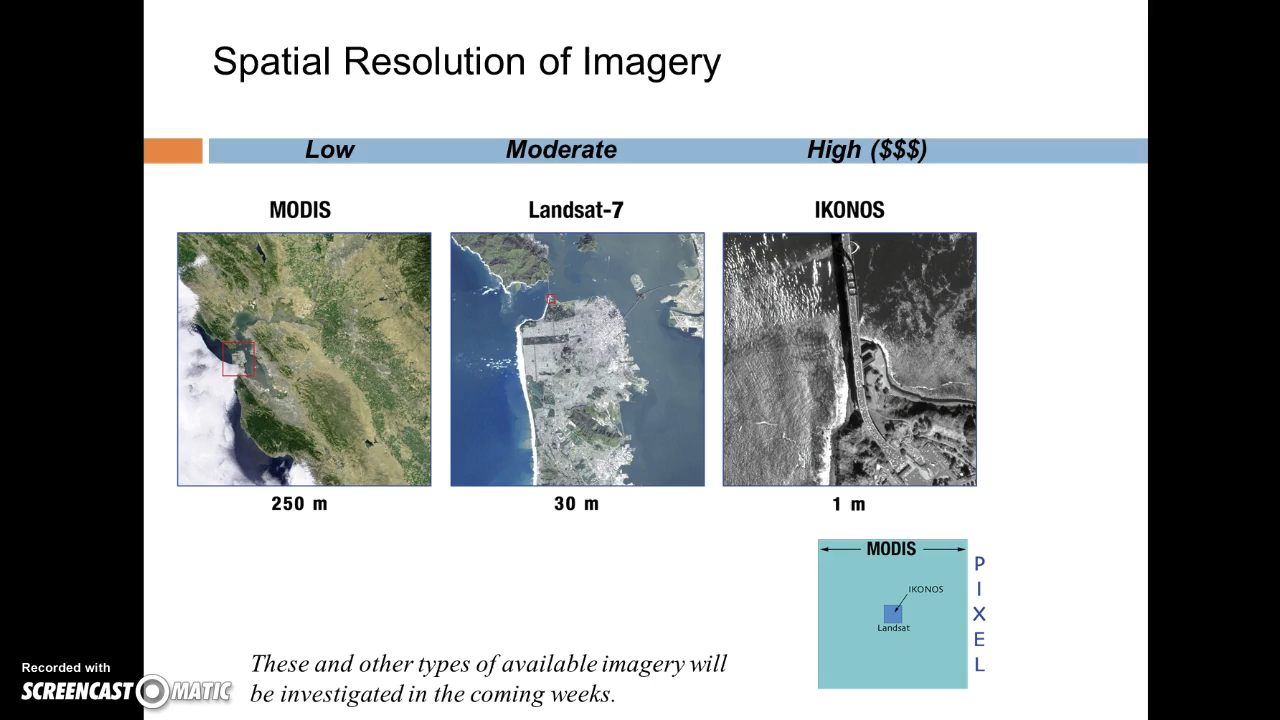 Spatial Resolution of Imagery
Low Moderate High ($$$)
MODIS Landsat-7 IKONOS
250 m 30 m 1 m
MODIS
IKONOS
Landsat
P
I
X
E
L
These and other types of available imagery will
be investigated in the coming weeks.
Recorded with
SCREENCAST MATIC